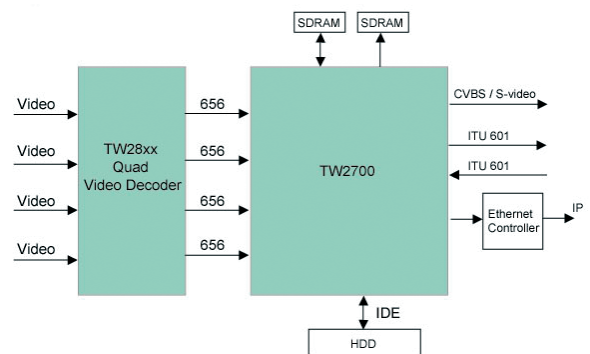 SDRAM
SDRAM
Video
Video
Video
Video
TW28xx
Quad
Video Decoder
656
656
656
656
TW2700
CVBS / S-video
ITU 601
ITU 601
Ethernet
Controller
IP
IDE
HDD